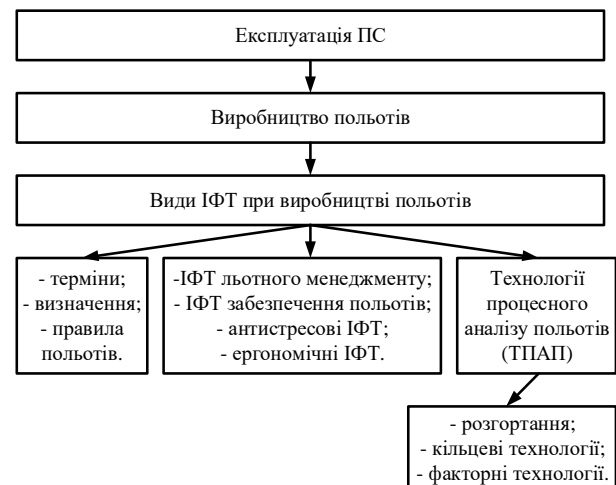 Експлуатація ПС
Виробництво польотів
Види ІФТ при виробництві польотів
- терміни;
- визначення;
- правила
польотів.
-ІФТ льотного менеджменту;
- ІФТ забезпечення польотів;
- антистресові ІФТ;
- ергономічні ІФТ.
Технології
процесного
аналізу польотів
(ТПАП)
- розгортання;
- кільцеві технології;
- факторні технології.